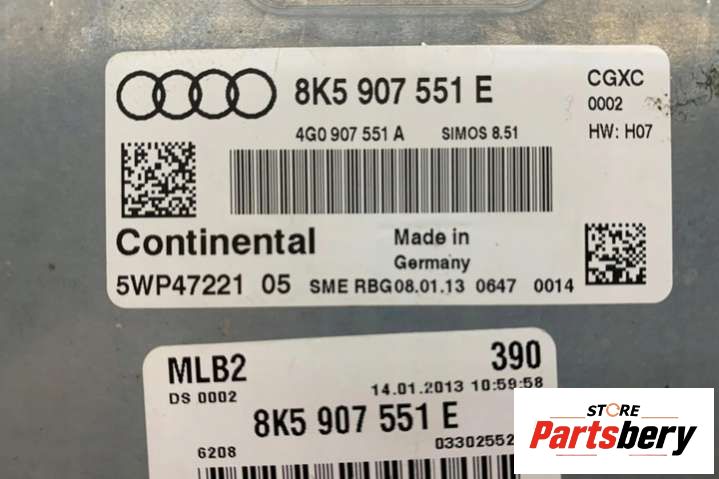 8K5 907 551 E
CGXC
0002
HW: H07
4G0 907 551 A SIMOS 8.51
Continental
Made in
Germany
5WP47221 05 SME RBG08.01.13 0647 0014
MLB2 390
DS 0002 14.01.2013 10:59:58
8K5 907 551 E
6208 03302552
STORE
Partsbery